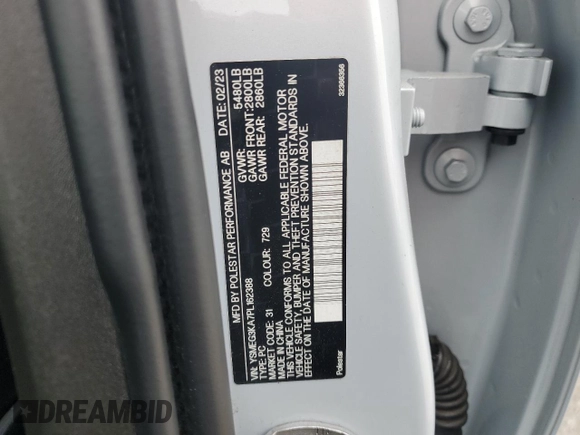 MFD BY POLESTAR PERFORMANCE AB DATE: 02/23
GVWR: 5480LB
GAWR FRONT: 2800LB
GAWR REAR: 2860LB
VIN: YSMEG3KA7PL162388
TYPE: PC
MARKET CODE: 31 COLOUR: 729
MADE IN CHINA
THIS VEHICLE CONFORMS TO ALL APPLICABLE FEDERAL MOTOR
VEHICLE SAFETY, BUMPER AND THEFT PREVENTION STANDARDS IN
EFFECT ON THE DATE OF MANUFACTURE SHOWN ABOVE.
Polestar 32366356
DREAMBID